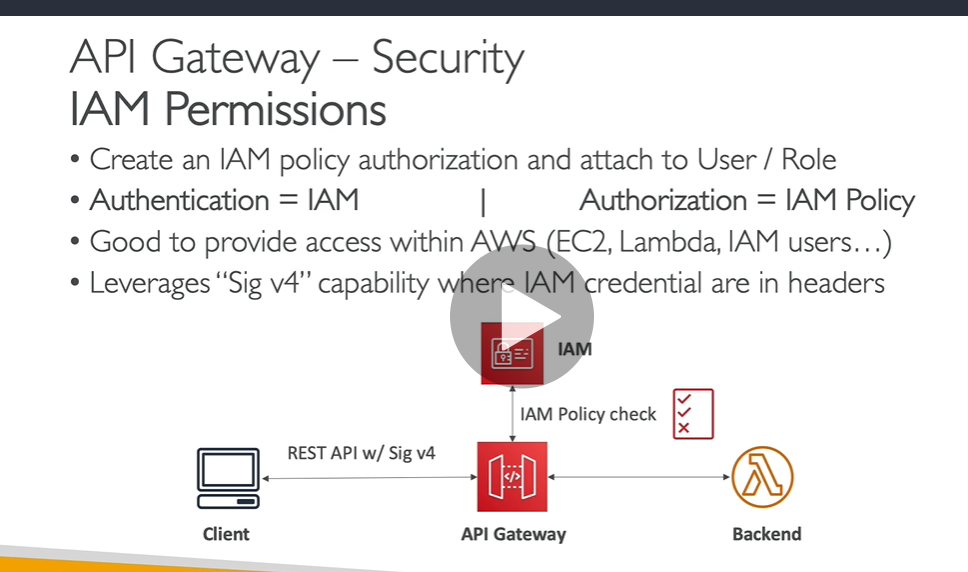 API Gateway – Security
IAM Permissions
• Create an IAM policy authorization and attach to User / Role
• Authentication = IAM | Authorization = IAM Policy
• Good to provide access within AWS (EC2, Lambda, IAM users…)
• Leverages “Sig v4” capability where IAM credential are in headers
IAM
IAM Policy check
REST API w/ Sig v4
</>
Client
API Gateway
Backend